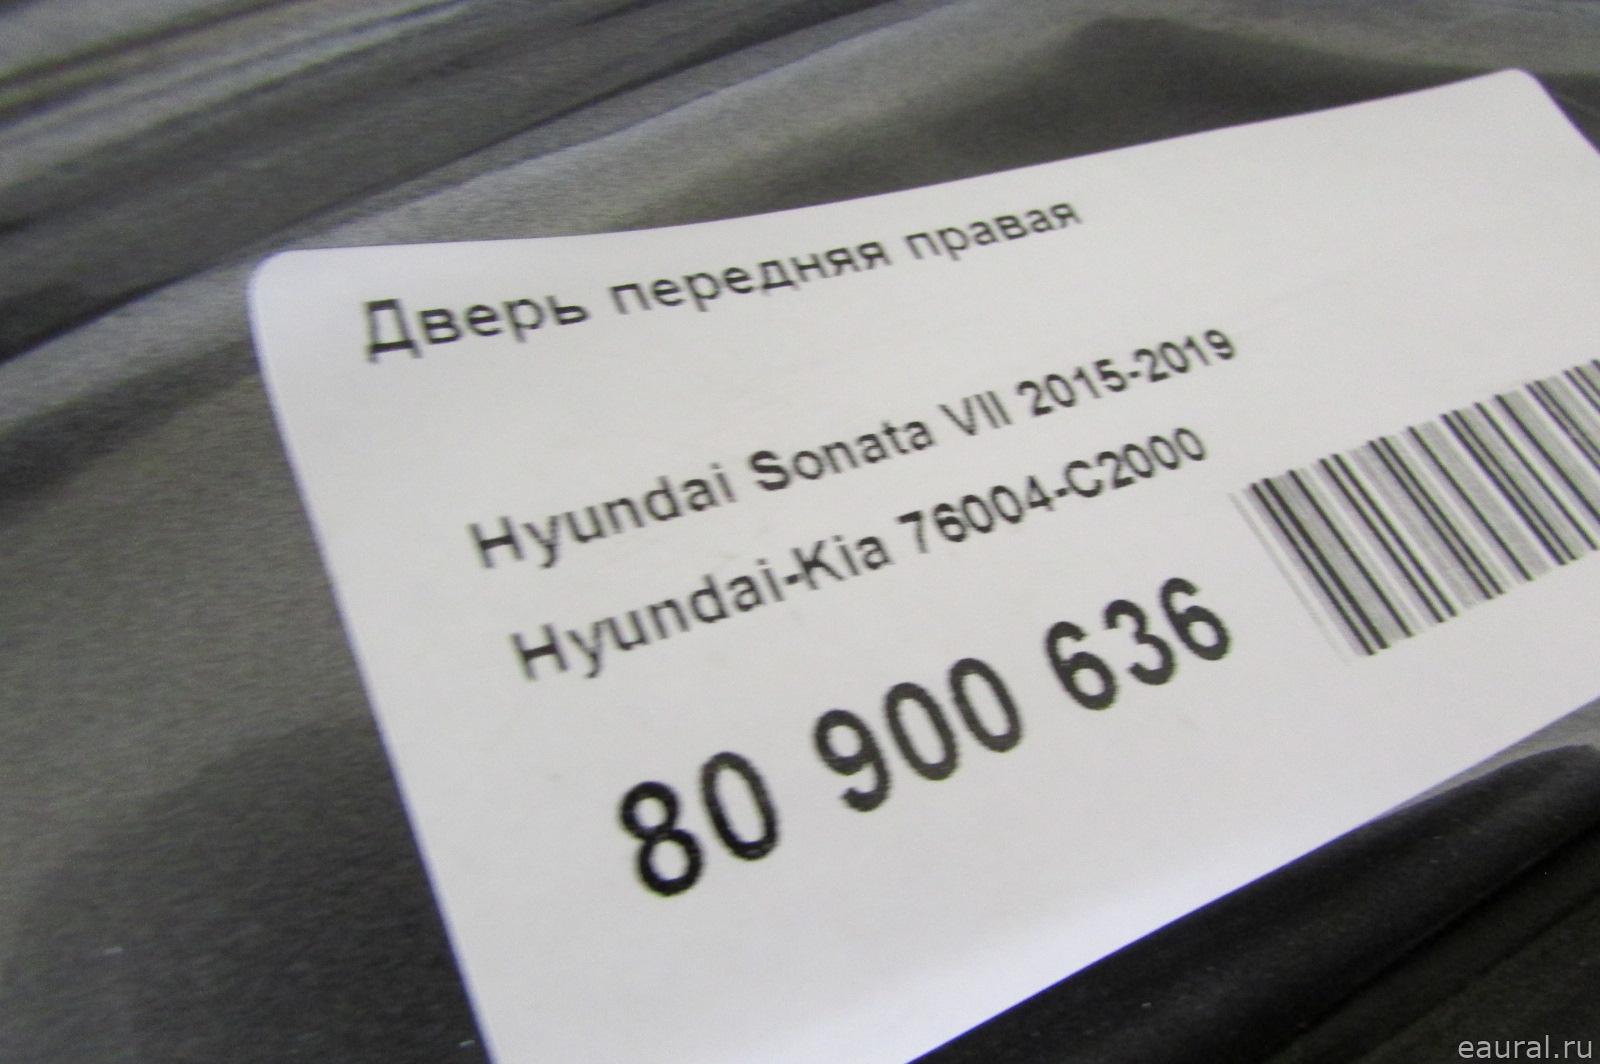 Дверь передняя правая
Hyundai Sonata VII 2015-2019
Hyundai-Kia 76004-C2000
80 900 636
eaural.ru